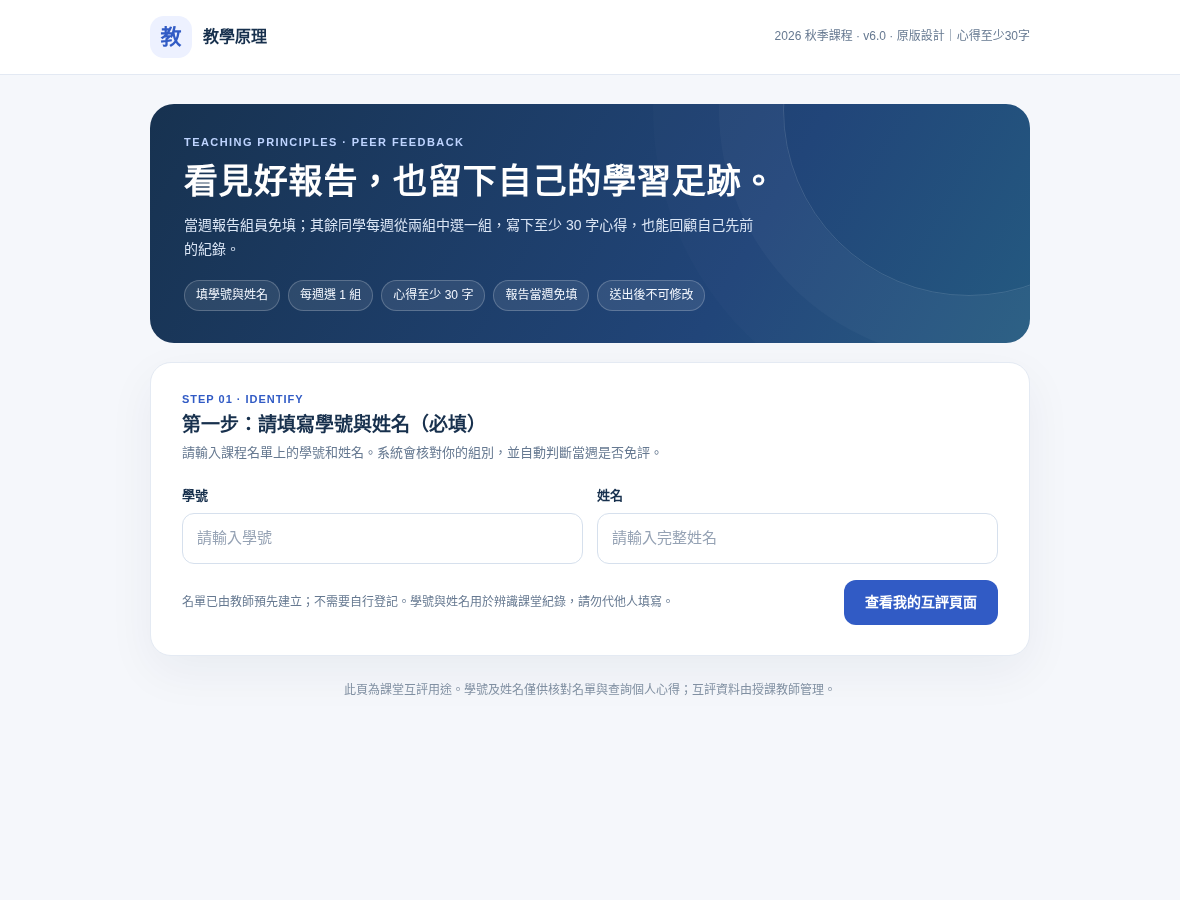 教
教學原理
2026 秋季課程 · v6.0 · 原版設計｜心得至少30字
TEACHING PRINCIPLES · PEER FEEDBACK
看見好報告，也留下自己的學習足跡。
當週報告組員免填；其餘同學每週從兩組中選一組，寫下至少 30 字心得，也能回顧自己先前
的紀錄。
填學號與姓名
每週選 1 組
心得至少 30 字
報告當週免填
送出後不可修改
STEP 01 · IDENTIFY
第一步：請填寫學號與姓名（必填）
請輸入課程名單上的學號和姓名。系統會核對你的組別，並自動判斷當週是否免評。
學號
姓名
請輸入學號
請輸入完整姓名
名單已由教師預先建立；不需要自行登記。學號與姓名用於辨識課堂紀錄，請勿代他人填寫。
查看我的互評頁面
此頁為課堂互評用途。學號及姓名僅供核對名單與查詢個人心得；互評資料由授課教師管理。